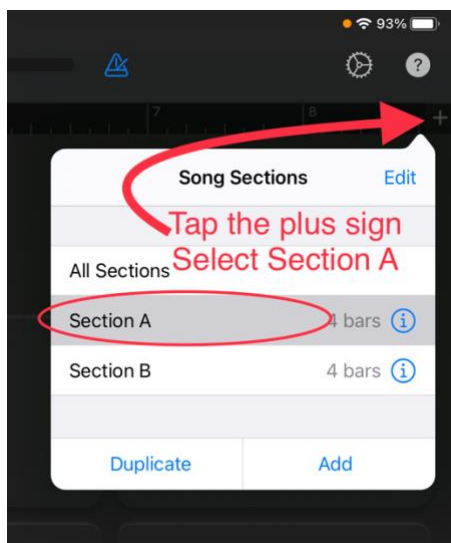 93%
?
7
8
+
Song Sections
Edit
Tap the plus sign
Select Section A
All Sections
Section A
4 bars i
Section B
4 bars i
Duplicate
Add